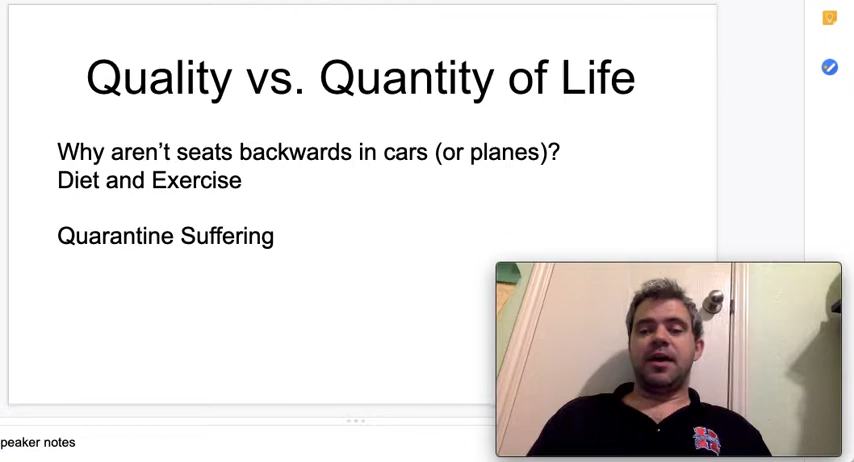 Quality vs. Quantity of Life
Why aren’t seats backwards in cars (or planes)?
Diet and Exercise
Quarantine Suffering
peaker notes